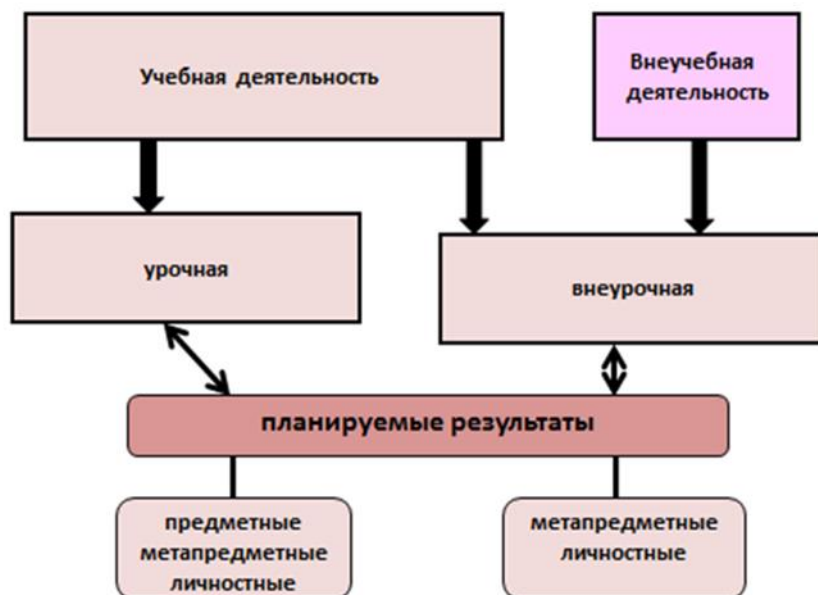 Учебная деятельность
Внеучебная
деятельность
урочная
внеурочная
планируемые результаты
предметные
метапредметные
личностные
метапредметные
личностные